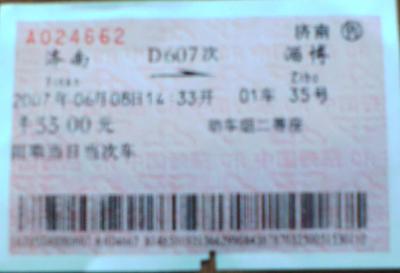 A024662 济南 售
济南 D607次 淄博
Jinan Zibo
2007年06月08日14:33开 01车 35号
¥55.00元 动车组二等座
限乘当日当次车